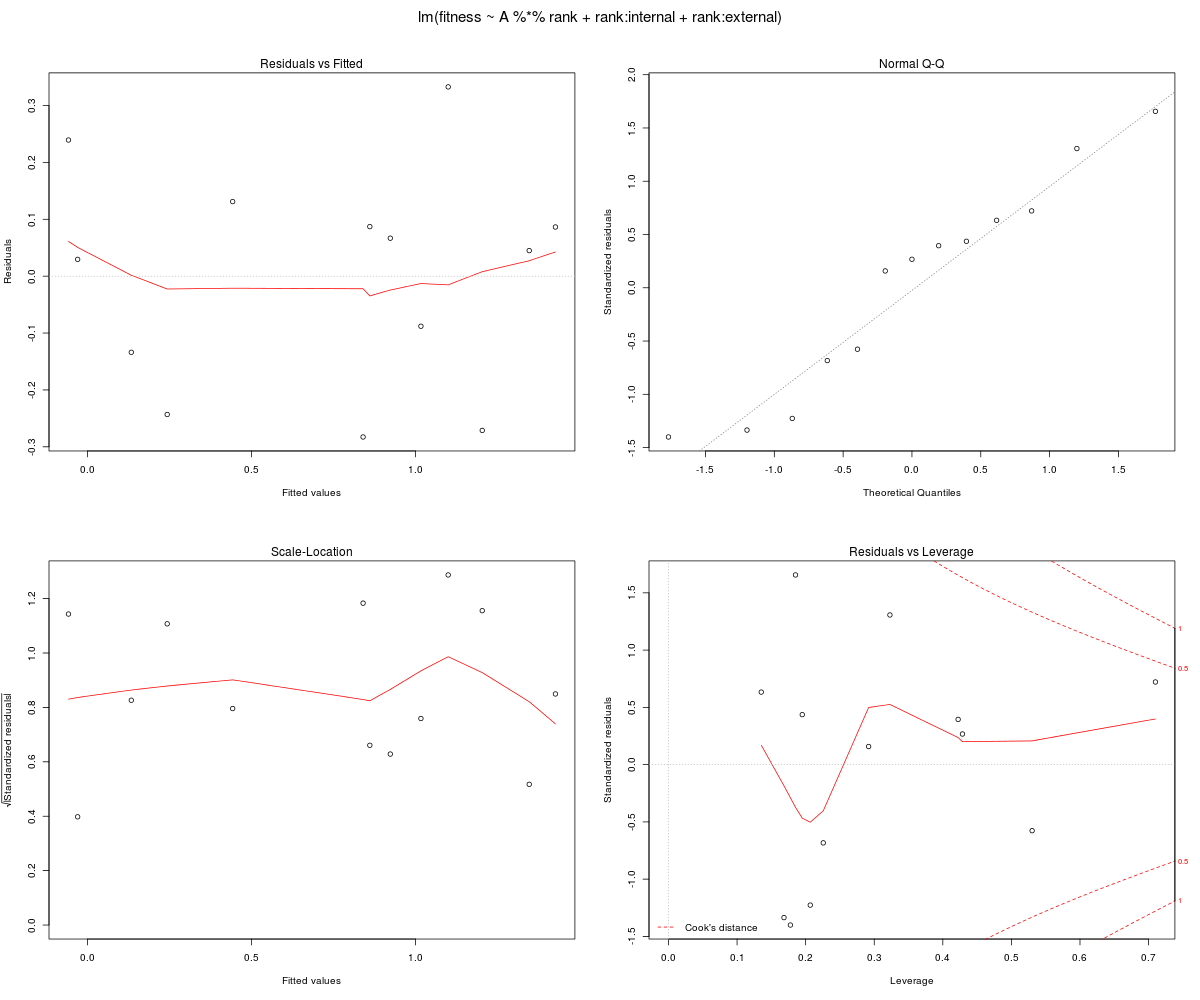 lm(fitness ~ A %*% rank + rank:internal + rank:external)
Residuals vs Fitted
Residuals
0.3
0.2
0.1
0.0
-0.1
-0.2
-0.3
0.0 0.5 1.0
Fitted values
Normal Q-Q
Standardized residuals
2.0
1.5
1.0
0.5
0.0
-0.5
-1.0
-1.5
-1.5 -1.0 -0.5 0.0 0.5 1.0 1.5
Theoretical Quantiles
Scale-Location
√|Standardized residuals|
1.2
1.0
0.8
0.6
0.4
0.2
0.0
0.0 0.5 1.0
Fitted values
Residuals vs Leverage
Standardized residuals
1.5
1.0
0.5
0.0
-0.5
-1.0
-1.5
1
0.5
0.5
1
Cook's distance
0.0 0.1 0.2 0.3 0.4 0.5 0.6 0.7
Leverage